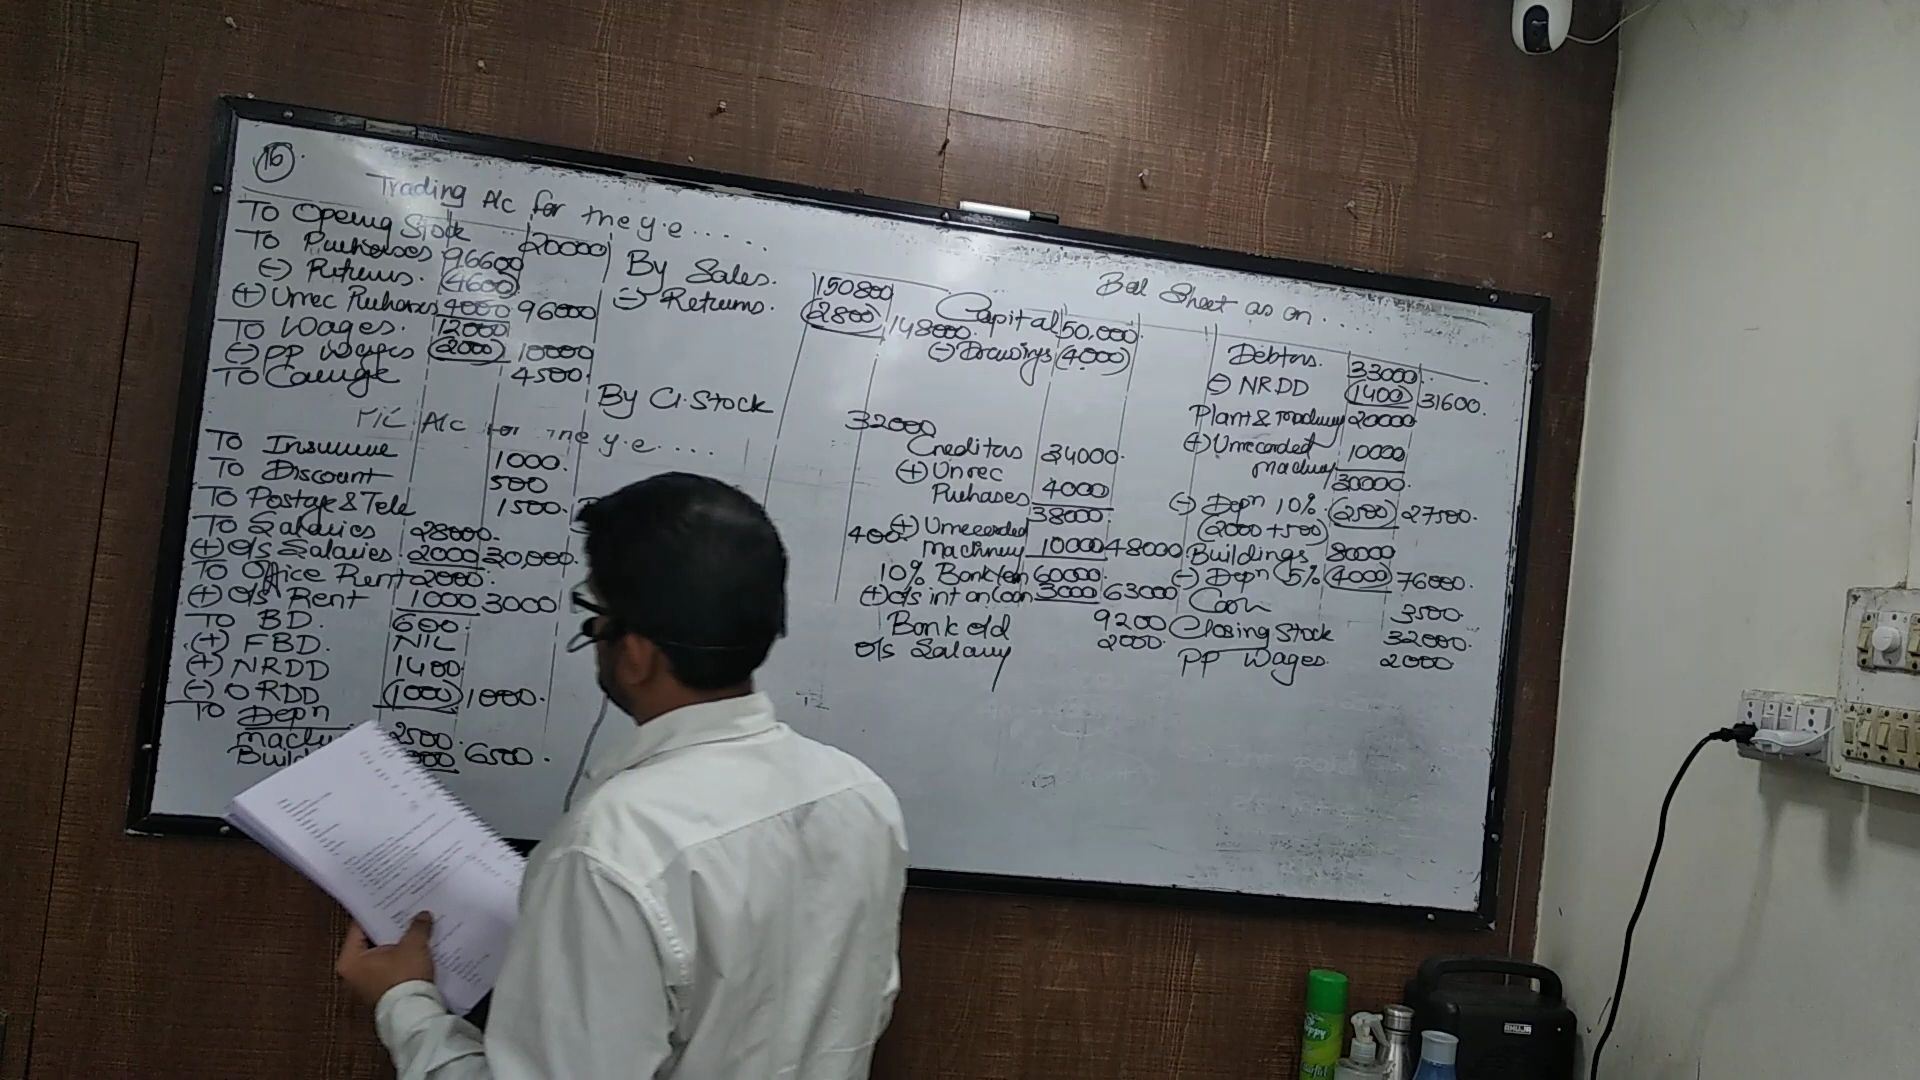 16
Trading A/c for the y.e.....
To Opening Stock 20000
To Purchases 96600
(-) Returns. (4600)
(+) Unrec Purchases 4000 96000
To Wages. 12000
(-) PP Wages (2000) 10000
To Carriage 4500.
By Sales. 150800
(-) Returns. (2800) 148000.
By Cl. Stock 32000
P/L A/c for the y.e....
To Insurance 1000.
To Discount 500
To Postage & Tele 1500.
To Salaries 28000.
(+) O/s Salaries. 2000 30,000.
To Office Rent 2000.
(+) O/s Rent 1000 3000
To BD. 600.
(+) FBD. NIL
(+) NRDD 1400
(-) ORDD (1000) 1000.
To Depn
2500.
6500.
400.
Bal Sheet as on.....
Capital 50,000.
(-) Drawings (4000)
Creditors 34000.
(+) Unrec
Purchases 4000
38000
(+) Unrecorded
Machinery 10000 48000
10% Bank loan 60000.
(+) o/s int on loan 3000 63000
Bank o/d 9200
o/s Salary 2000.
Debtors. 33000.
(-) NRDD (1400) 31600.
Plant & Machinery 20000
(+) Unrecorded
machinery 10000
30000.
(-) Depn 10%. (2500) 27500.
(2000 + 500)
Buildings 80000
(-) Depn (5%) (4000) 76000.
Cash 3500.
Closing Stock 32000.
PP Wages. 2000
AHUJA